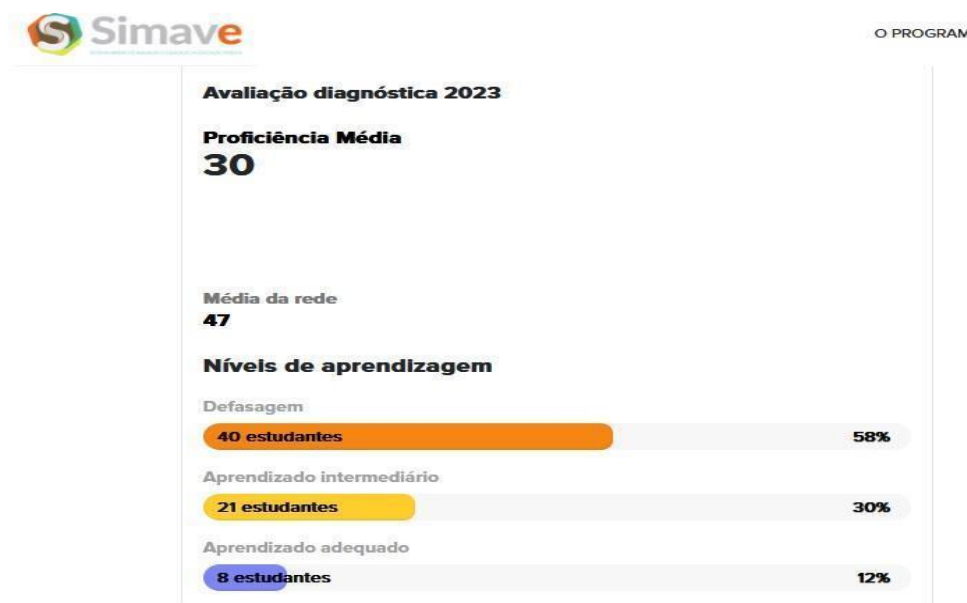 Simave
O PROGRAM
Avaliação diagnóstica 2023
Proficiência Média
30
Média da rede
47
Níveis de aprendizagem
Defasagem
40 estudantes 58%
Aprendizado intermediário
21 estudantes 30%
Aprendizado adequado
8 estudantes 12%